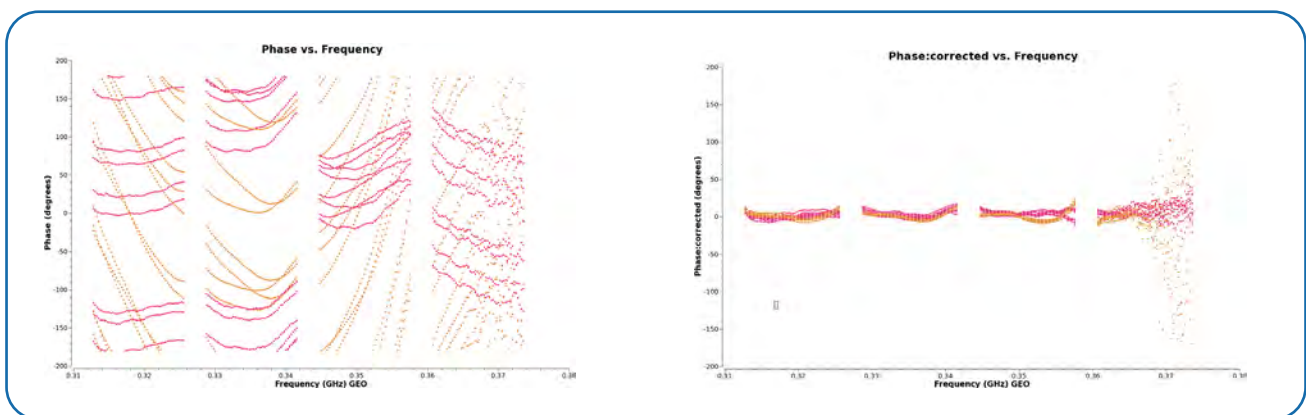 Phase vs. Frequency
200
150
100
50
0
-50
-100
-150
-200
Phase (degrees)
0.31 0.32 0.33 0.34 0.35 0.36 0.37 0.38
Frequency (GHz) GEO
Phase:corrected vs. Frequency
200
150
100
50
0
-50
-100
-150
-200
Phase:corrected (degrees)
0.31 0.32 0.33 0.34 0.35 0.36 0.37 0.38
Frequency (GHz) GEO